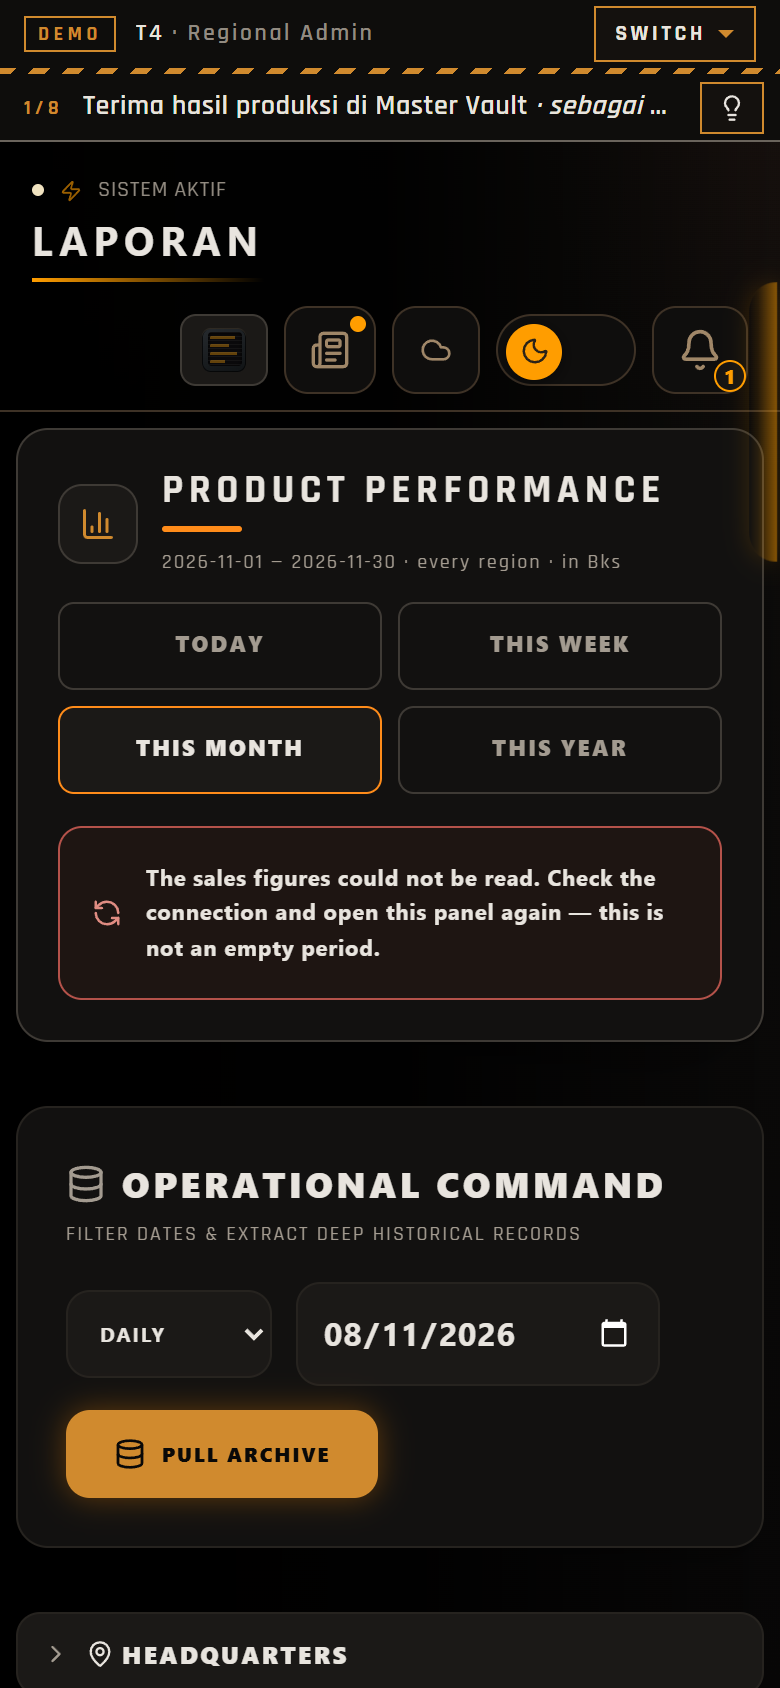 DEMO T4 · Regional Admin SWITCH
1/8 Terima hasil produksi di Master Vault · sebagai ...
SISTEM AKTIF
LAPORAN
1
PRODUCT PERFORMANCE
2026-11-01 — 2026-11-30 · every region · in Bks
TODAY THIS WEEK
THIS MONTH THIS YEAR
The sales figures could not be read. Check the
connection and open this panel again — this is
not an empty period.
OPERATIONAL COMMAND
FILTER DATES & EXTRACT DEEP HISTORICAL RECORDS
DAILY 08/11/2026
PULL ARCHIVE
HEADQUARTERS